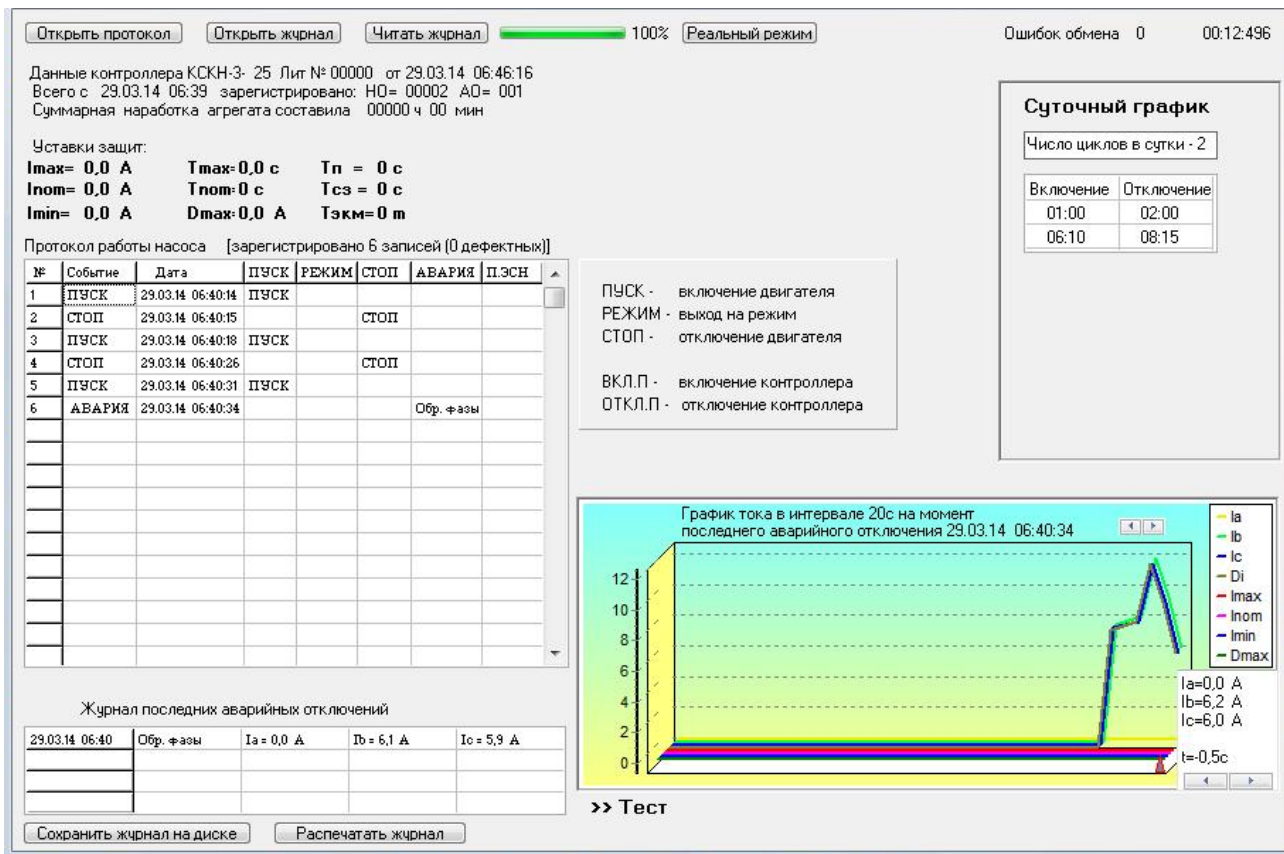 Открыть протокол Открыть журнал Читать журнал 100% Реальный режим Ошибок обмена 0 00:12:496
Данные контроллера КСКН-3- 25 Лит № 00000 от 29.03.14 06:46:16
Всего с 29.03.14 06:39 зарегистрировано: НО= 00002 АО= 001
Суммарная наработка агрегата составила 00000 ч 00 мин
Уставки защит:
Imax= 0,0 А Tmax=0,0 с Тп = 0 с
Inom= 0,0 А Tnom=0 с Тсз = 0 с
Imin= 0,0 А Dmax=0,0 А Тэкм=0 m
Суточный график
Число циклов в сутки - 2
Включение Отключение
01:00 02:00
06:10 08:15
Протокол работы насоса [зарегистрировано 6 записей (0 дефектных)]
№ Событие Дата ПУСК РЕЖИМ СТОП АВАРИЯ П.ЭСН
1 ПУСК 29.03.14 06:40:14 ПУСК
2 СТОП 29.03.14 06:40:15 СТОП
3 ПУСК 29.03.14 06:40:18 ПУСК
4 СТОП 29.03.14 06:40:26 СТОП
5 ПУСК 29.03.14 06:40:31 ПУСК
6 АВАРИЯ 29.03.14 06:40:34 Обр. фазы
ПУСК - включение двигателя
РЕЖИМ - выход на режим
СТОП - отключение двигателя
ВКЛ.П - включение контроллера
ОТКЛ.П - отключение контроллера
График тока в интервале 20с на момент
последнего аварийного отключения 29.03.14 06:40:34
12
10
8
6
4
2
0
Ia
Ib
Ic
Di
Imax
Inom
Imin
Dmax
Ia=0,0 А
Ib=6,2 А
Ic=6,0 А
t=-0,5с
Журнал последних аварийных отключений
29.03.14 06:40 Обр. фазы Ia = 0,0 А Ib = 6,1 А Ic = 5,9 А
>> Тест
Сохранить журнал на диске Распечатать журнал